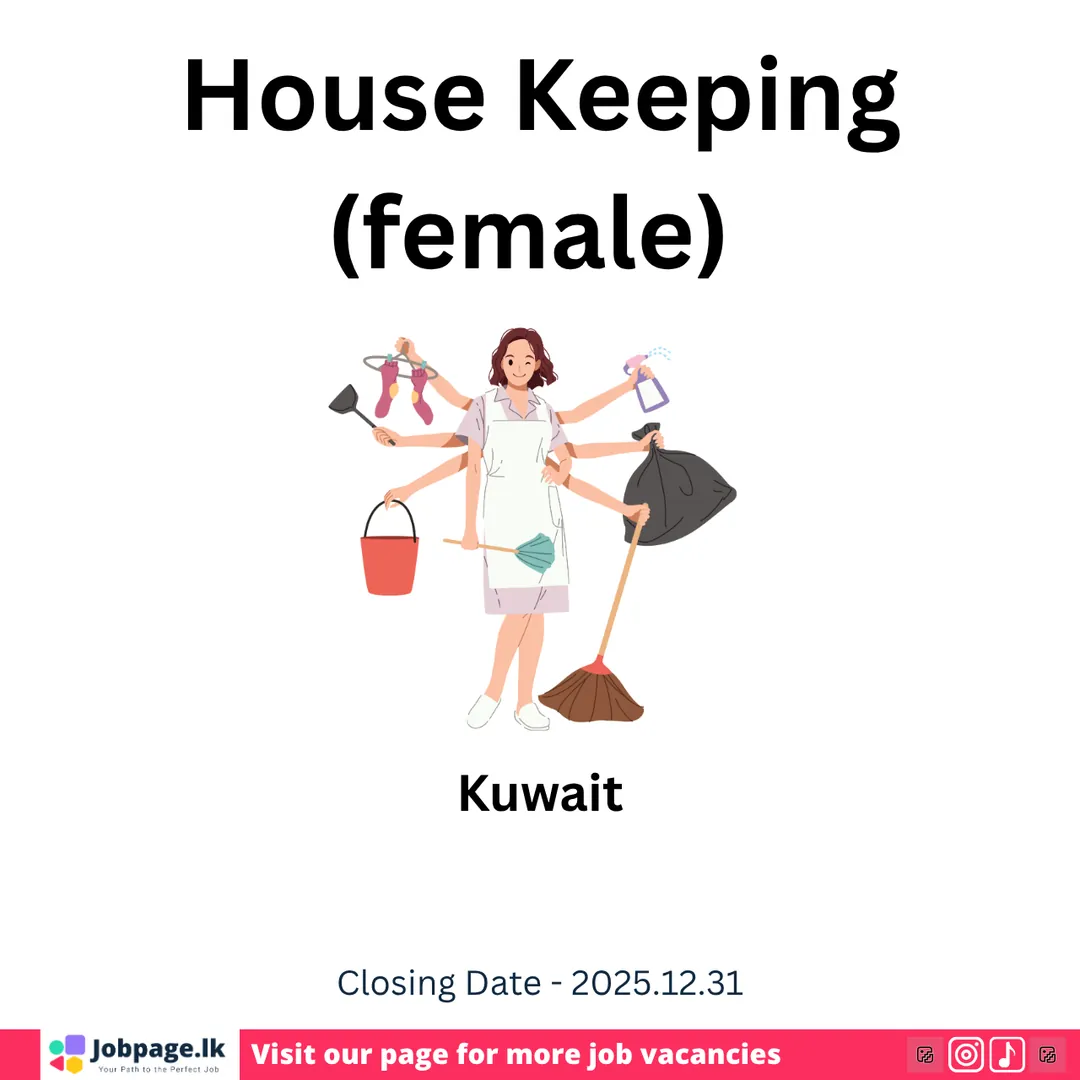 House Keeping
(female)
Kuwait
Closing Date - 2025.12.31
Jobpage.lk
Your Path to the Perfect Job
Visit our page for more job vacancies